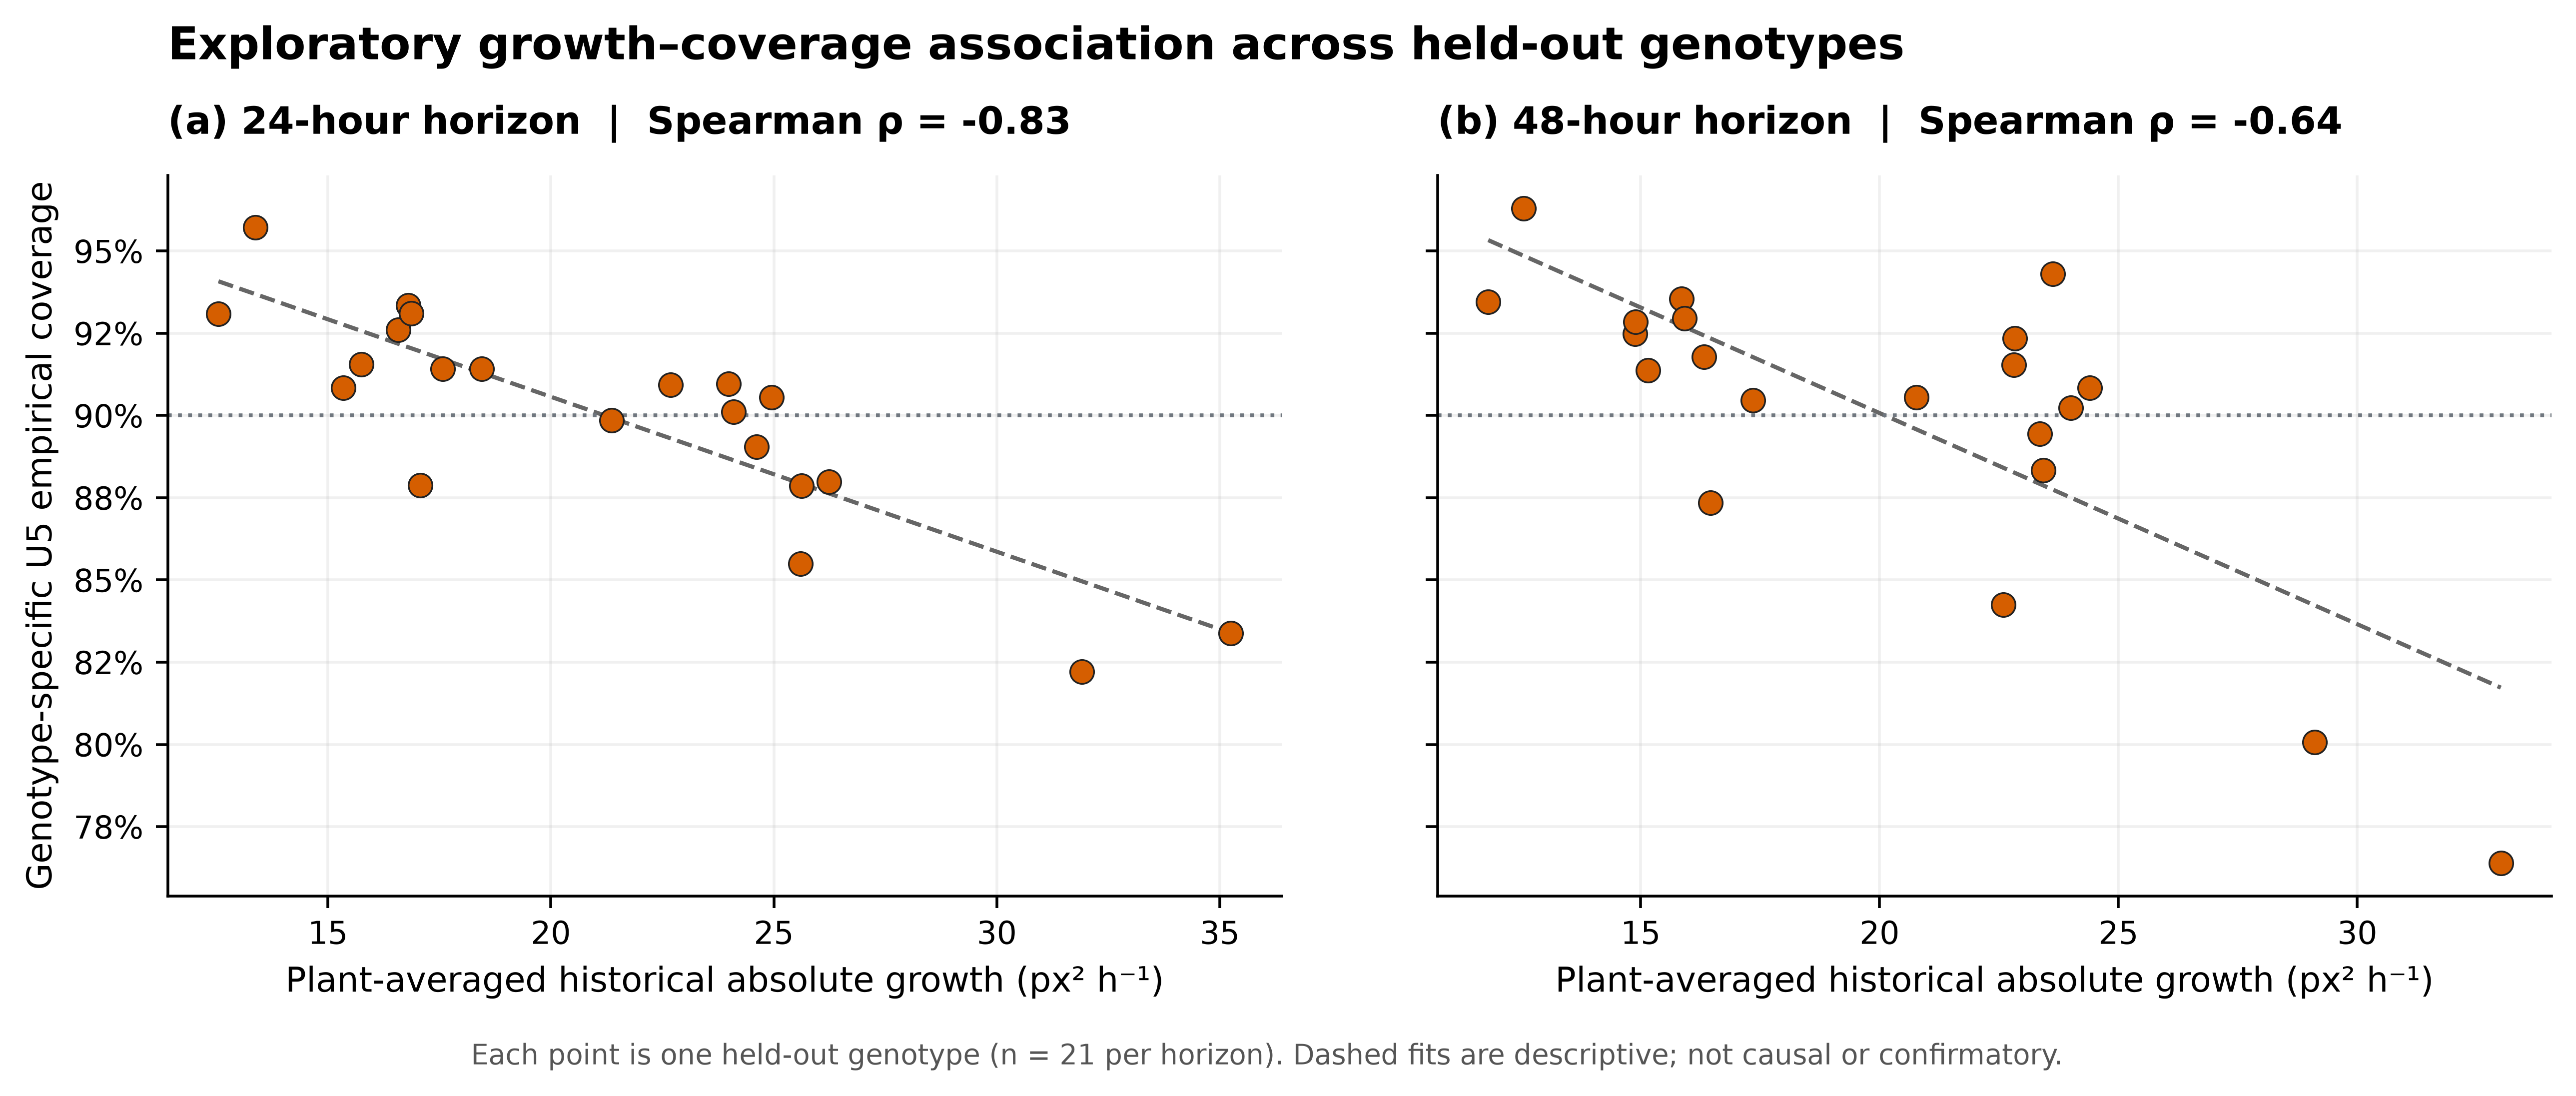 Exploratory growth–coverage association across held-out genotypes
(a) 24-hour horizon | Spearman ρ = -0.83
(b) 48-hour horizon | Spearman ρ = -0.64
Genotype-specific U5 empirical coverage
95%
92%
90%
88%
85%
82%
80%
78%
15 20 25 30 35
15 20 25 30
Plant-averaged historical absolute growth (px² h⁻¹)
Plant-averaged historical absolute growth (px² h⁻¹)
Each point is one held-out genotype (n = 21 per horizon). Dashed fits are descriptive; not causal or confirmatory.